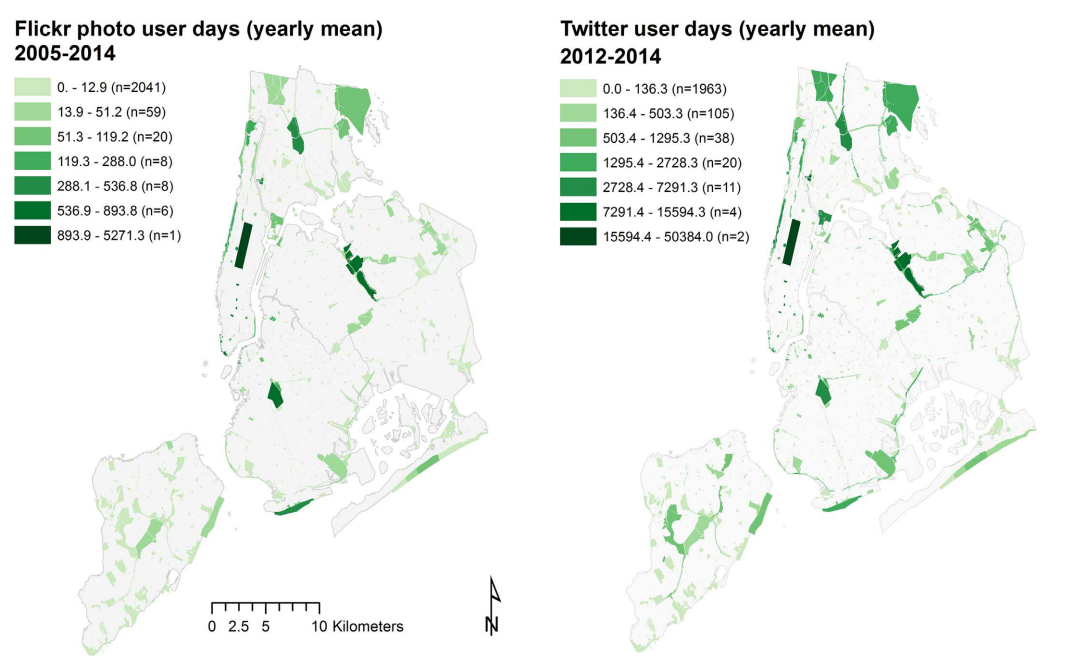 Flickr photo user days (yearly mean)
2005-2014
0. - 12.9 (n=2041)
13.9 - 51.2 (n=59)
51.3 - 119.2 (n=20)
119.3 - 288.0 (n=8)
288.1 - 536.8 (n=8)
536.9 - 893.8 (n=6)
893.9 - 5271.3 (n=1)
Twitter user days (yearly mean)
2012-2014
0.0 - 136.3 (n=1963)
136.4 - 503.3 (n=105)
503.4 - 1295.3 (n=38)
1295.4 - 2728.3 (n=20)
2728.4 - 7291.3 (n=11)
7291.4 - 15594.3 (n=4)
15594.4 - 50384.0 (n=2)
0 2.5 5 10 Kilometers
N